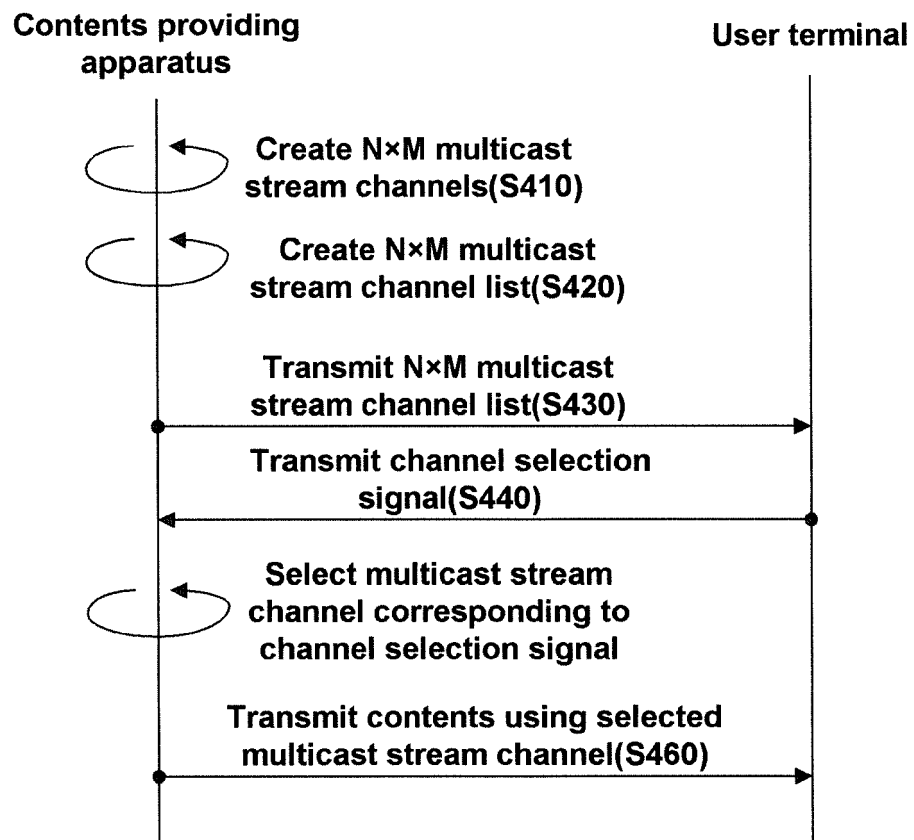 Contents providing
apparatus
User terminal
Create N×M multicast
stream channels(S410)
Create N×M multicast
stream channel list(S420)
Transmit N×M multicast
stream channel list(S430)
Transmit channel selection
signal(S440)
Select multicast stream
channel corresponding to
channel selection signal
Transmit contents using selected
multicast stream channel(S460)